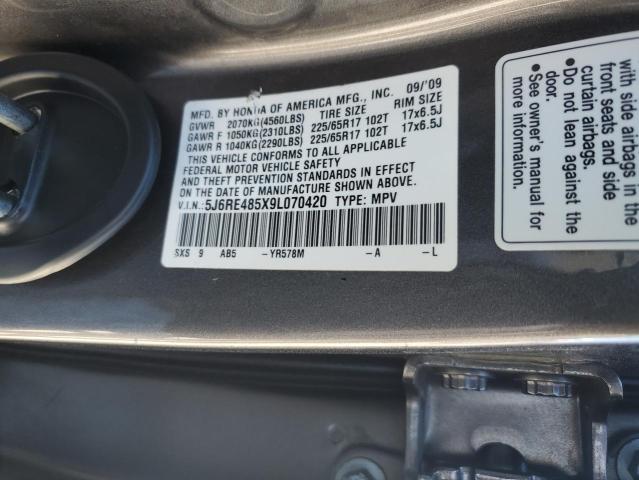 MFD. BY HONDA OF AMERICA MFG., INC. 09/'09
GVWR 2070KG(4560LBS) TIRE SIZE RIM SIZE
GAWR F 1050KG(2310LBS) 225/65R17 102T 17x6.5J
GAWR R 1040KG(2290LBS) 225/65R17 102T 17x6.5J
THIS VEHICLE CONFORMS TO ALL APPLICABLE
FEDERAL MOTOR VEHICLE SAFETY
AND THEFT PREVENTION STANDARDS IN EFFECT
ON THE DATE OF MANUFACTURE SHOWN ABOVE.
V.I.N.: 5J6RE485X9L070420 TYPE: MPV
SXS 9 AB5 -YR578M -A -L
with side airbags in the
front seats and side
curtain airbags.
•Do not lean against the
door.
•See owner's manual for
more information.